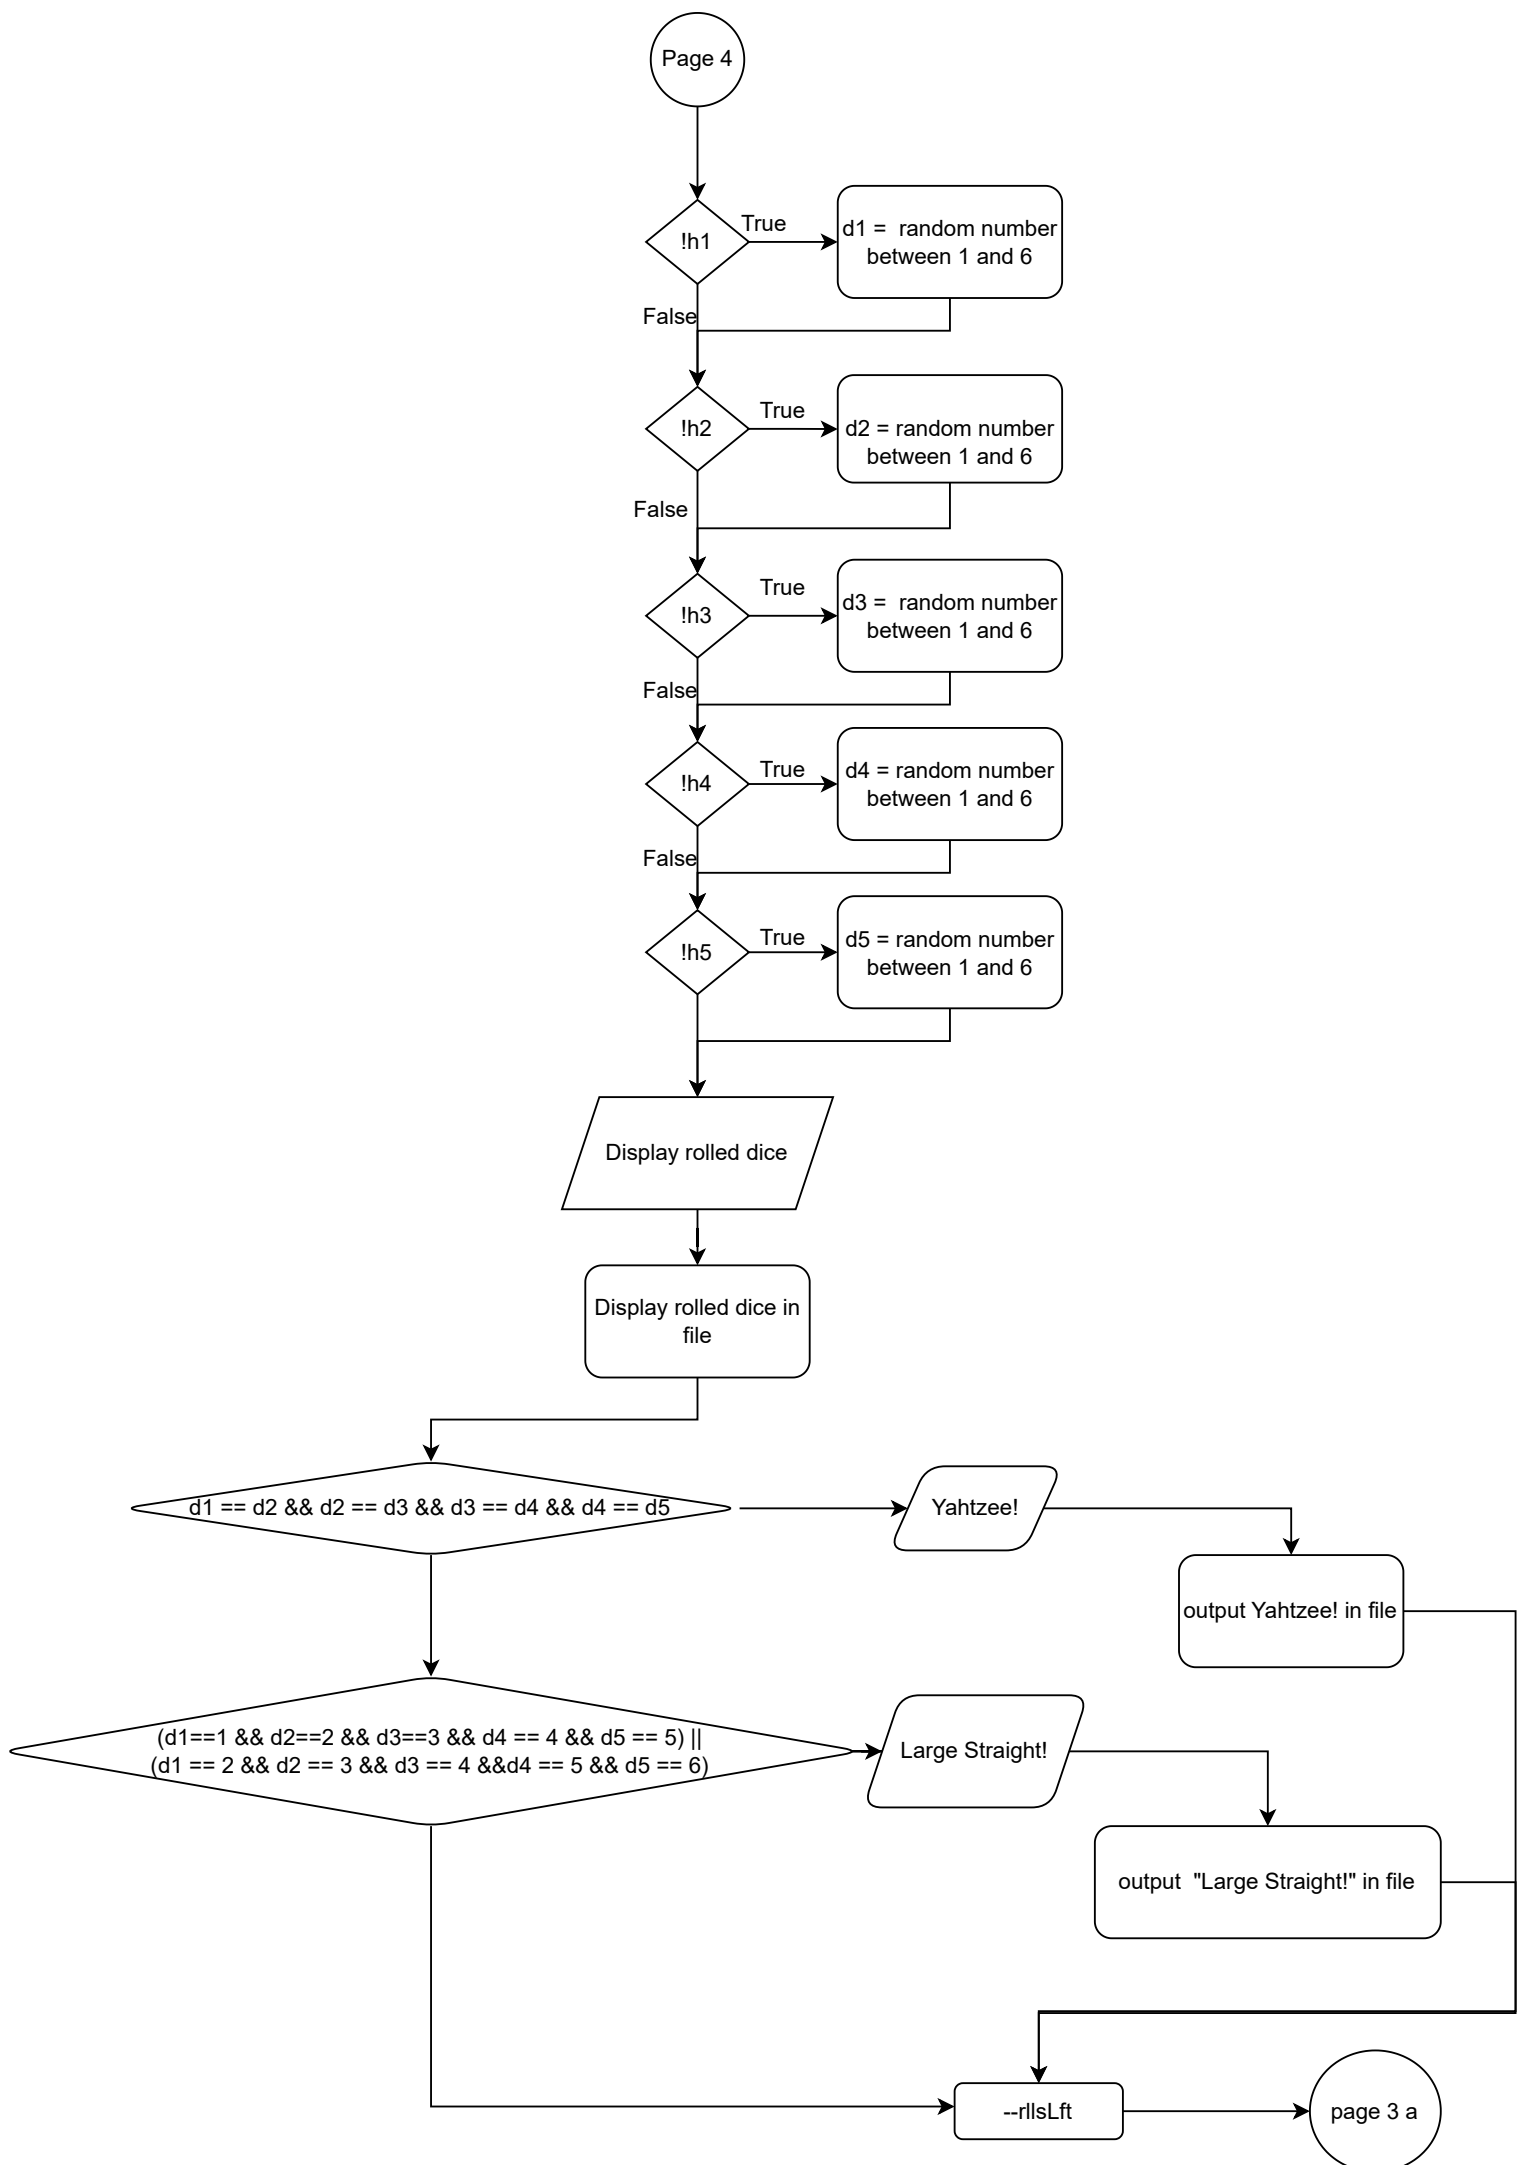 Page 4
!h1
True
d1 =  random number
between 1 and 6
False
!h2
True
d2 = random number
between 1 and 6
False
!h3
True
d3 =  random number
between 1 and 6
False
!h4
True
d4 = random number
between 1 and 6
False
!h5
True
d5 = random number
between 1 and 6
Display rolled dice
Display rolled dice in
file
d1 == d2 && d2 == d3 && d3 == d4 && d4 == d5
Yahtzee!
output Yahtzee! in file
(d1==1 && d2==2 && d3==3 && d4 == 4 && d5 == 5) ||
(d1 == 2 && d2 == 3 && d3 == 4 &&d4 == 5 && d5 == 6)
Large Straight!
output  "Large Straight!" in file
--rllsLft
page 3 a